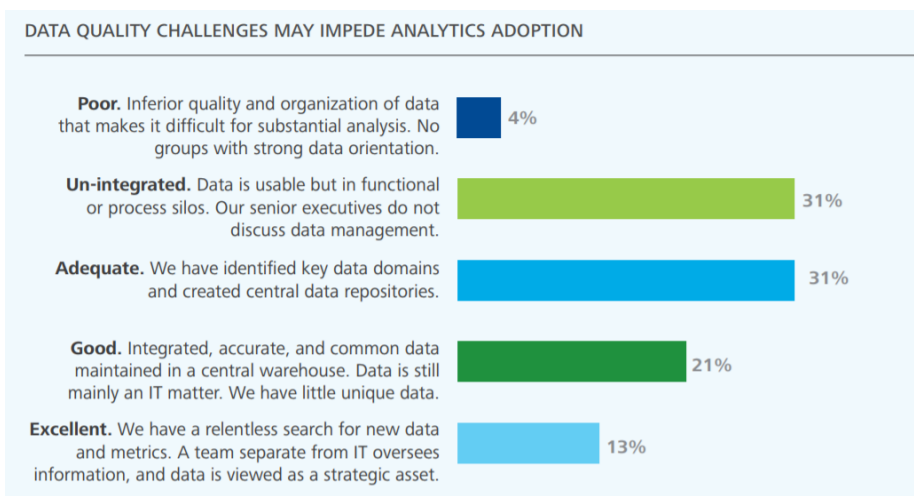 DATA QUALITY CHALLENGES MAY IMPEDE ANALYTICS ADOPTION
Poor. Inferior quality and organization of data
that makes it difficult for substantial analysis. No
groups with strong data orientation.
4%
Un-integrated. Data is usable but in functional
or process silos. Our senior executives do not
discuss data management.
31%
Adequate. We have identified key data domains
and created central data repositories.
31%
Good. Integrated, accurate, and common data
maintained in a central warehouse. Data is still
mainly an IT matter. We have little unique data.
21%
Excellent. We have a relentless search for new data
and metrics. A team separate from IT oversees
information, and data is viewed as a strategic asset.
13%